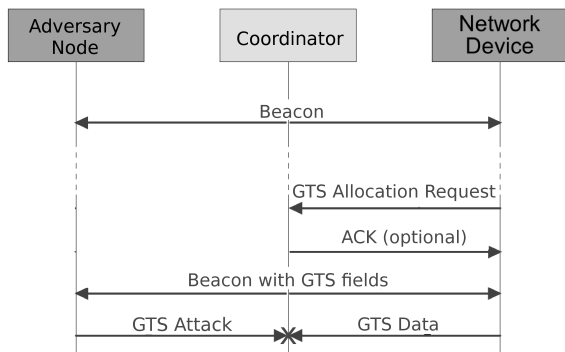 Adversary
Node
Coordinator
Network
Device
Beacon
GTS Allocation Request
ACK (optional)
Beacon with GTS fields
GTS Attack
GTS Data